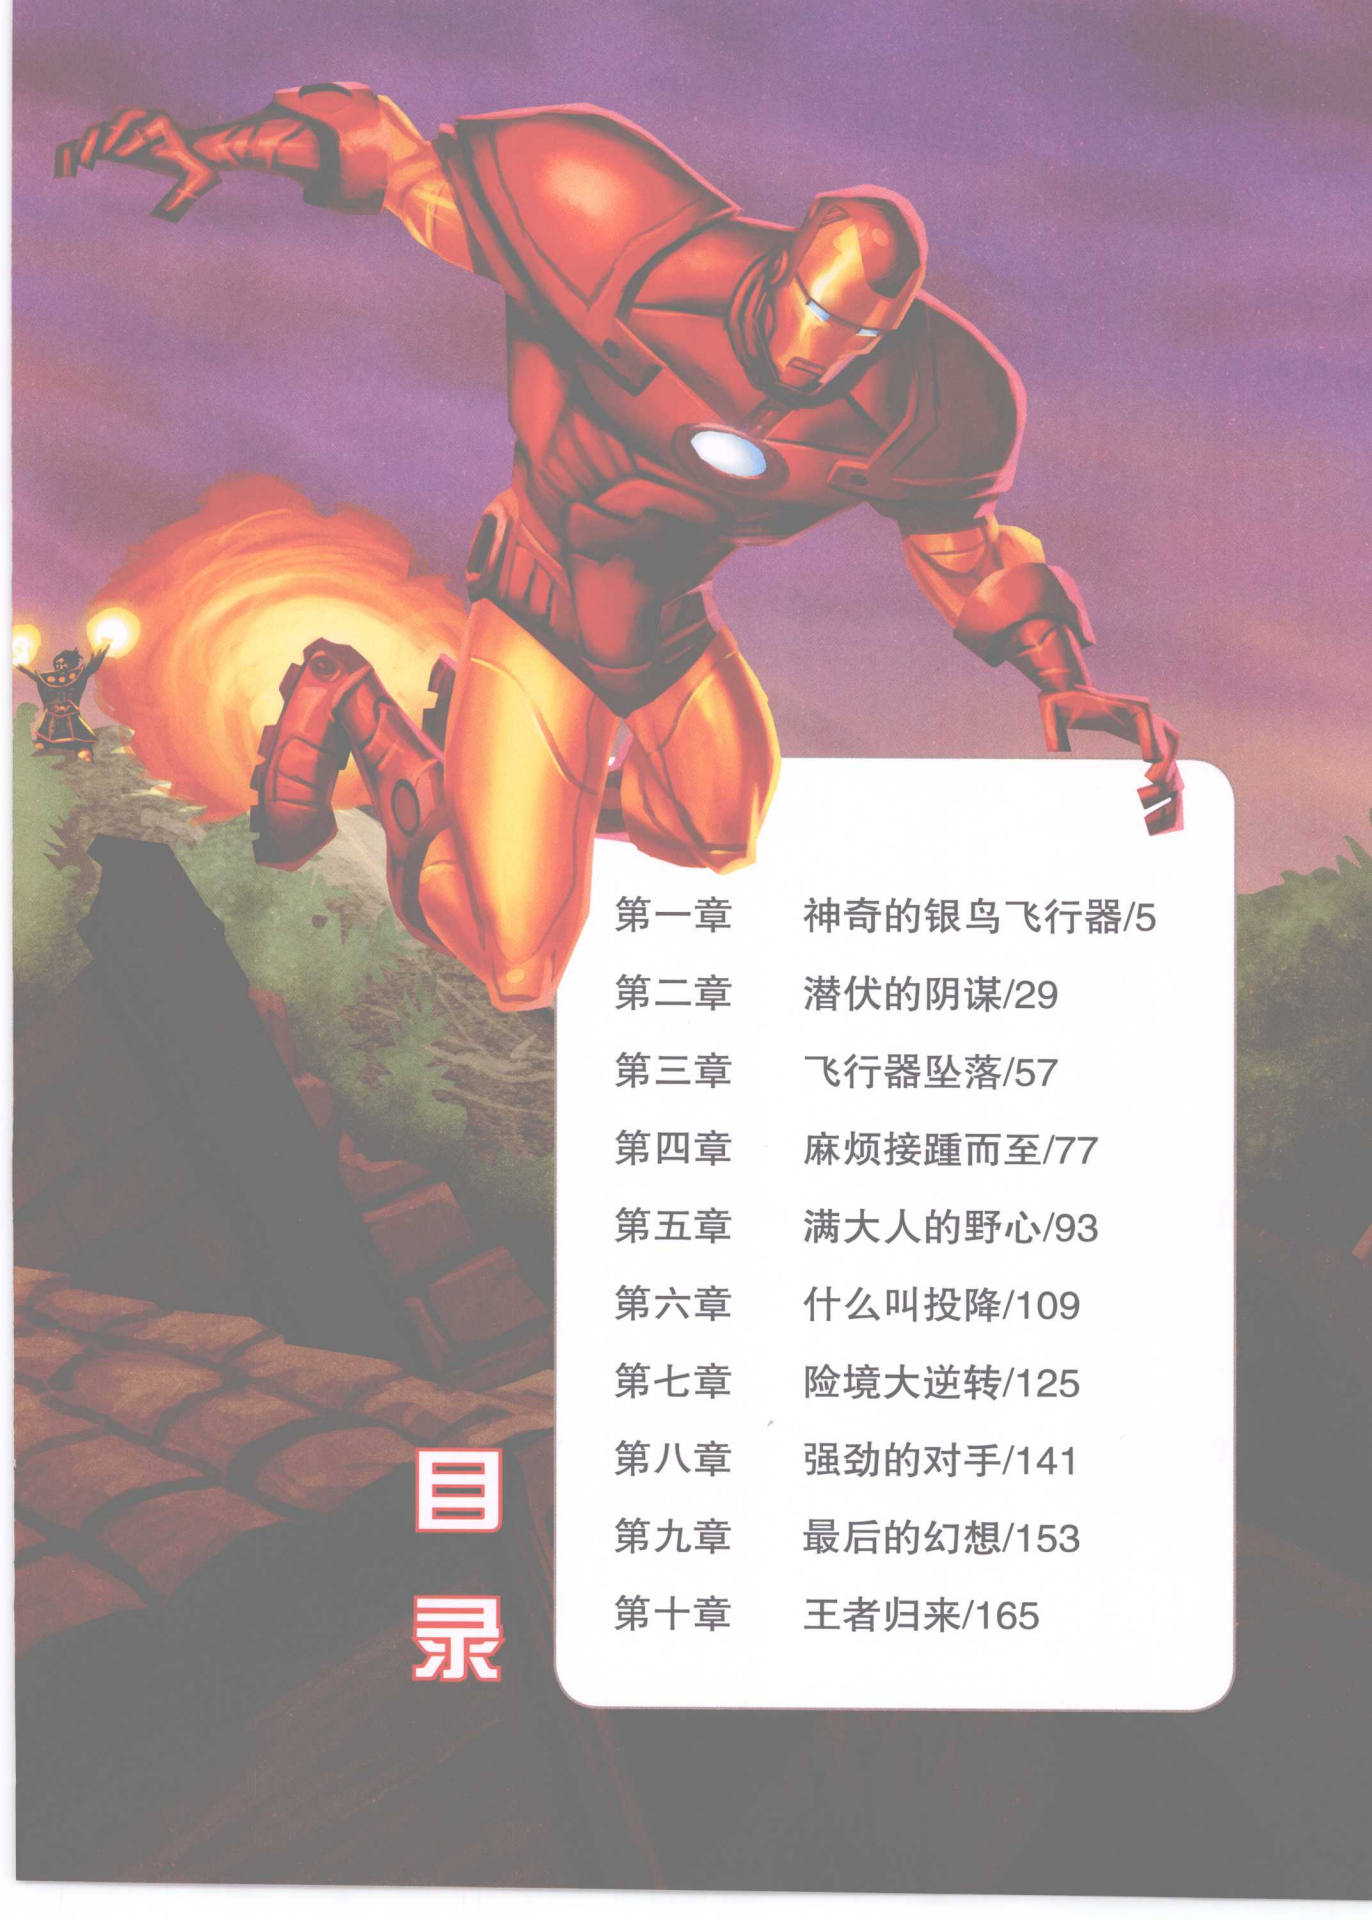 目录
第一章 神奇的银鸟飞行器/5
第二章 潜伏的阴谋/29
第三章 飞行器坠落/57
第四章 麻烦接踵而至/77
第五章 满大人的野心/93
第六章 什么叫投降/109
第七章 险境大逆转/125
第八章 强劲的对手/141
第九章 最后的幻想/153
第十章 王者归来/165